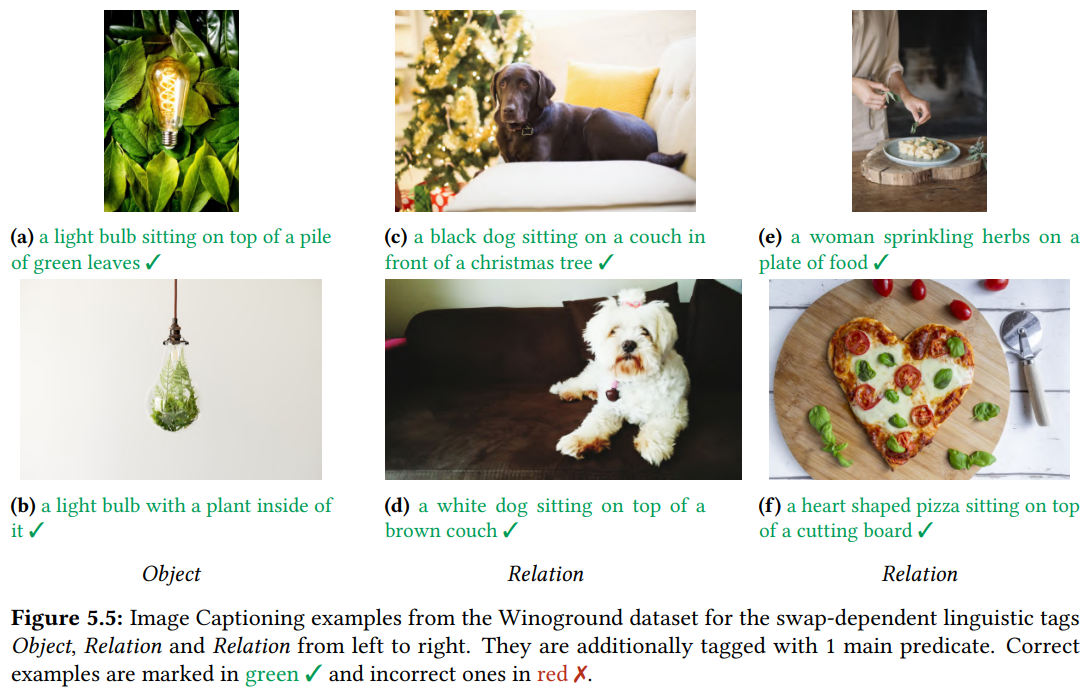 (a) a light bulb sitting on top of a pile
of green leaves ✓
(c) a black dog sitting on a couch in
front of a christmas tree ✓
(e) a woman sprinkling herbs on a
plate of food ✓
(b) a light bulb with a plant inside of
it ✓
(d) a white dog sitting on top of a
brown couch ✓
(f) a heart shaped pizza sitting on top
of a cutting board ✓
Object
Relation
Relation
Figure 5.5: Image Captioning examples from the Winoground dataset for the swap-dependent linguistic tags
Object, Relation and Relation from left to right. They are additionally tagged with 1 main predicate. Correct
examples are marked in green ✓ and incorrect ones in red ✗.